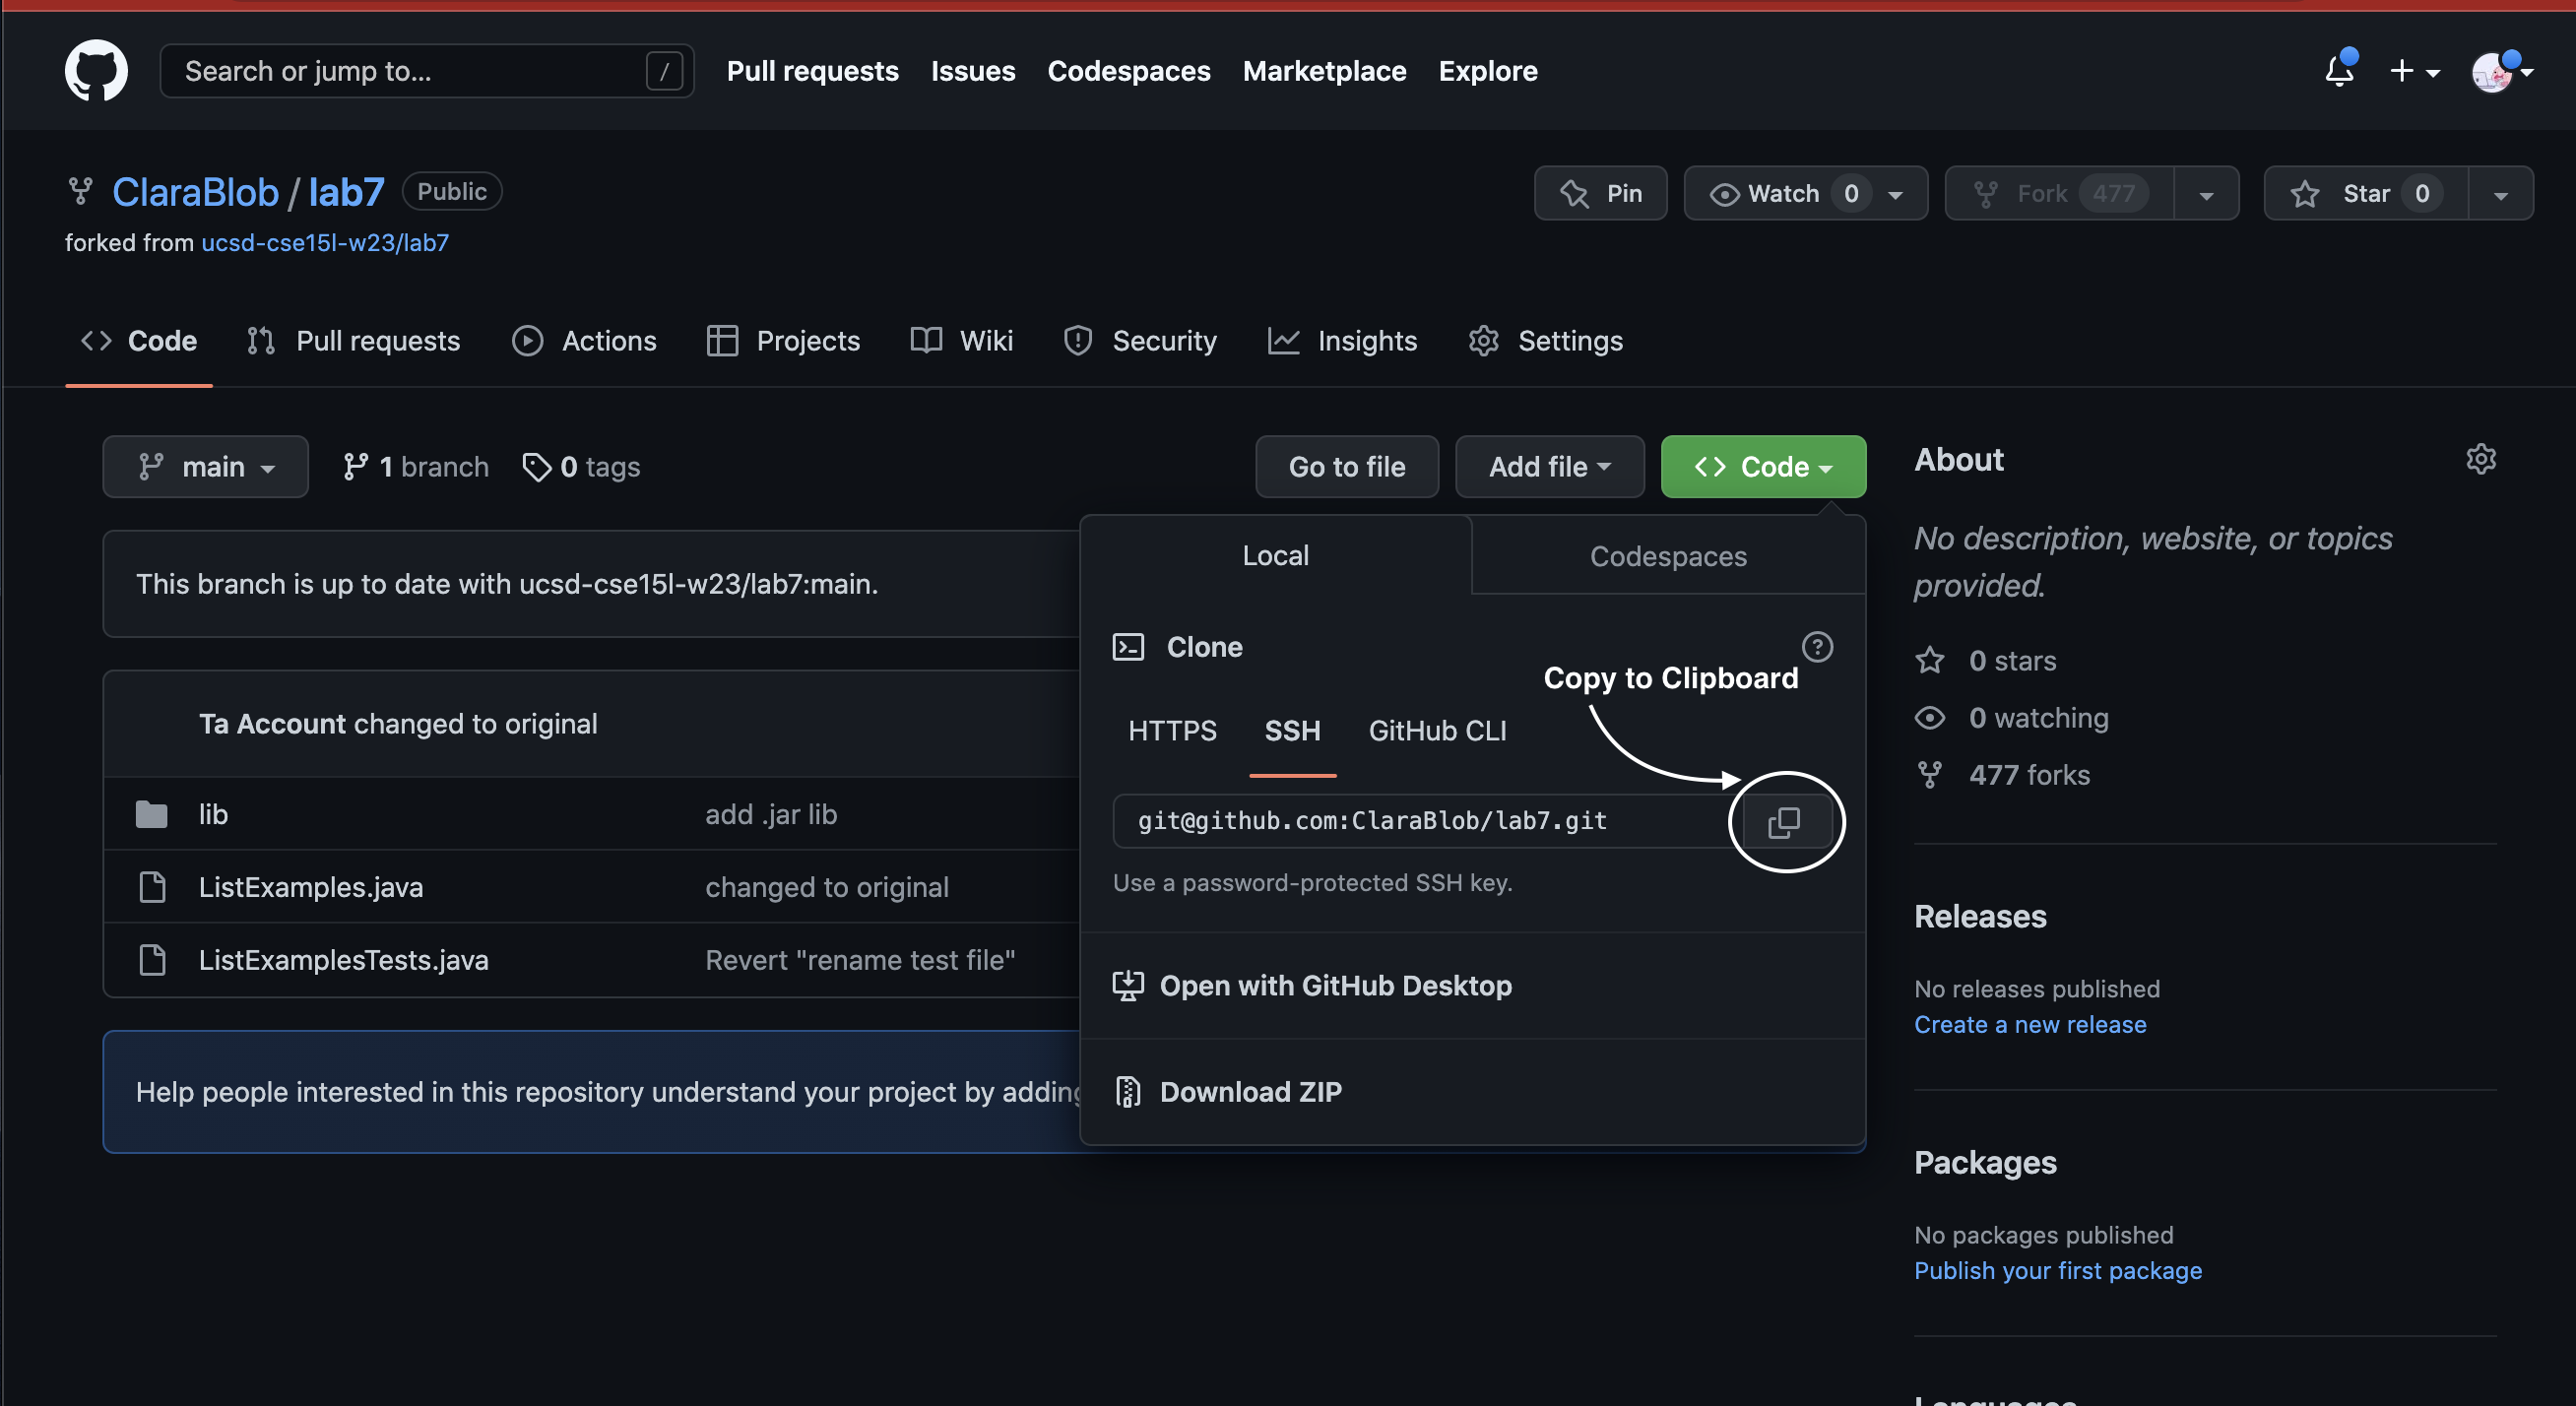 Search or jump to... /
Pull requests Issues Codespaces Marketplace Explore
ClaraBlob / lab7 Public
Pin Watch 0 Fork 477 Star 0
forked from ucsd-cse15l-w23/lab7
Code Pull requests Actions Projects Wiki Security Insights Settings
main 1 branch 0 tags
Go to file Add file Code
This branch is up to date with ucsd-cse15l-w23/lab7:main.
Ta Account changed to original
lib add .jar lib
ListExamples.java changed to original
ListExamplesTests.java Revert "rename test file"
Help people interested in this repository understand your project by adding
Local Codespaces
Clone
Copy to Clipboard
HTTPS SSH GitHub CLI
git@github.com:ClaraBlob/lab7.git
Use a password-protected SSH key.
Open with GitHub Desktop
Download ZIP
About
No description, website, or topics
provided.
0 stars
0 watching
477 forks
Releases
No releases published
Create a new release
Packages
No packages published
Publish your first package
Languages